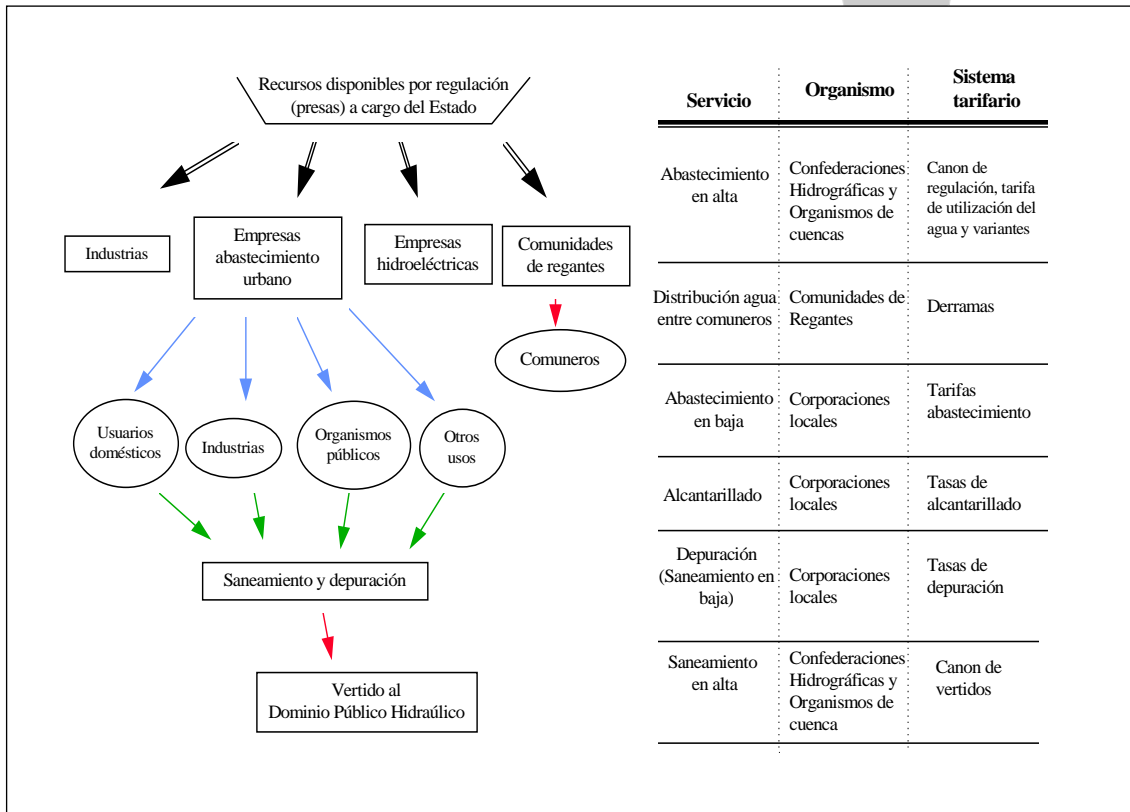 Recursos disponibles por regulación
(presas) a cargo del Estado
Industrias
Empresas
abastecimiento
urbano
Empresas
hidroeléctricas
Comunidades
de regantes
Comuneros
Usuarios
domésticos
Industrias
Organismos
públicos
Otros
usos
Saneamiento y depuración
Vertido al
Dominio Público Hidraúlico
Servicio
Organismo
Sistema
tarifario
Abastecimiento
en alta
Confederaciones
Hidrográficas y
Organismos de
cuencas
Canon de
regulación, tarifa
de utilización del
agua y variantes
Distribución agua
entre comuneros
Comunidades de
Regantes
Derramas
Abastecimiento
en baja
Corporaciones
locales
Tarifas
abastecimiento
Alcantarillado
Corporaciones
locales
Tasas de
alcantarillado
Depuración
(Saneamiento en
baja)
Corporaciones
locales
Tasas de
depuración
Saneamiento
en alta
Confederaciones
Hidrográficas y
Organismos de
cuenca
Canon de
vertidos